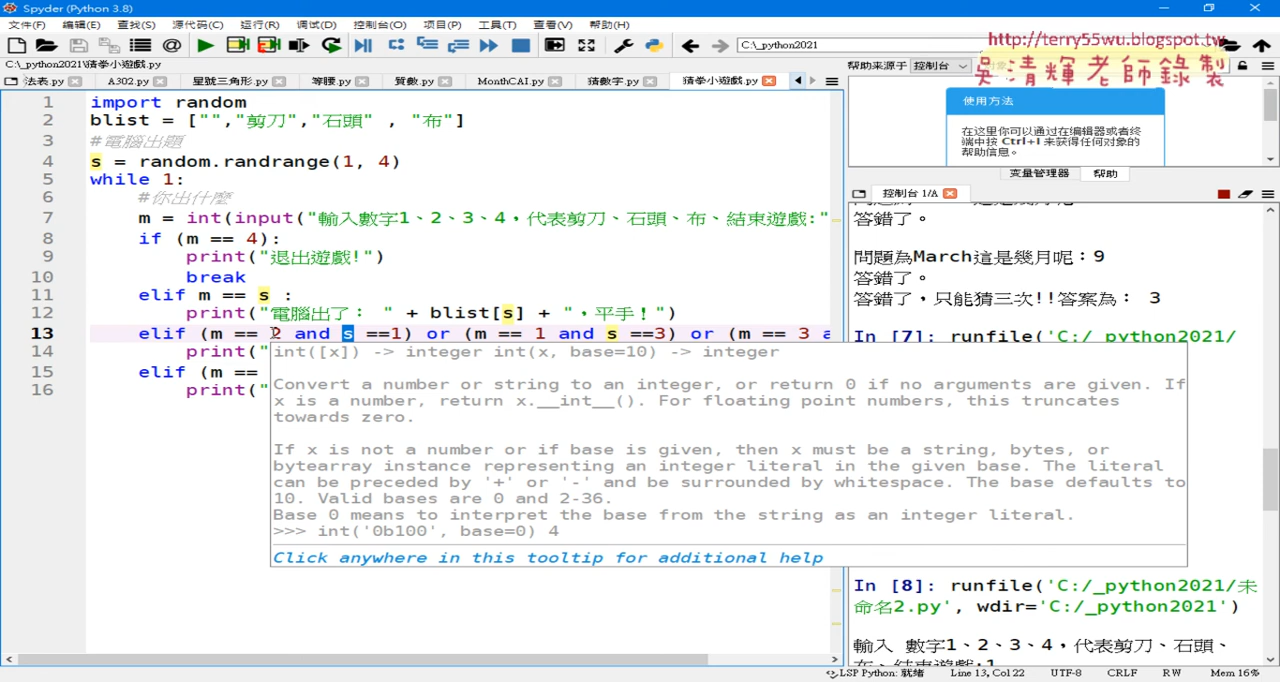 Spyder (Python 3.8)
文件(F) 编辑(E) 查找(S) 源代码(C) 运行(R) 调试(D) 控制台(O) 项目(P) 工具(T) 查看(V) 帮助(H)
C:\_python2021
http://terry55wu.blogspot.tw
吳清輝老師錄製
C:\_python2021\猜拳小遊戲.py
法表.py A302.py 星號三角形.py 等腰.py 質數.py MonthCAI.py 猜數字.py 猜拳小遊戲.py
帮助来源于 控制台
1 import random
2 blist = ["","剪刀","石頭" , "布"]
3 #電腦出題
4 s = random.randrange(1, 4)
5 while 1:
6 #你出什麼
7 m = int(input("輸入數字1、2、3、4，代表剪刀、石頭、布、結束遊戲:"
8 if (m == 4):
9 print("退出遊戲!")
10 break
11 elif m == s :
12 print("電腦出了： " + blist[s] + "，平手！")
13 elif (m == 2 and s ==1) or (m == 1 and s ==3) or (m == 3 a
14 print("
15 elif (m ==
16 print("
int([x]) -> integer int(x, base=10) -> integer
Convert a number or string to an integer, or return 0 if no arguments are given. If
x is a number, return x.__int__(). For floating point numbers, this truncates
towards zero.
If x is not a number or if base is given, then x must be a string, bytes, or
bytearray instance representing an integer literal in the given base. The literal
can be preceded by '+' or '-' and be surrounded by whitespace. The base defaults to
10. Valid bases are 0 and 2-36.
Base 0 means to interpret the base from the string as an integer literal.
>>> int('0b100', base=0) 4
Click anywhere in this tooltip for additional help
使用方法
在这里你可以通过在编辑器或者终
端中按 Ctrl+I 来获得任何对象的
帮助信息。
变量管理器 帮助
控制台 1/A
答錯了。
問題為March這是幾月呢：9
答錯了。
答錯了，只能猜三次!!答案為： 3
In [7]: runfile('C:/_python2021/
In [8]: runfile('C:/_python2021/未
命名2.py', wdir='C:/_python2021')
輸入 數字1、2、3、4，代表剪刀、石頭、
布、結束遊戲:1
LSP Python: 就绪 Line 13, Col 22 UTF-8 CRLF RW Mem 16%